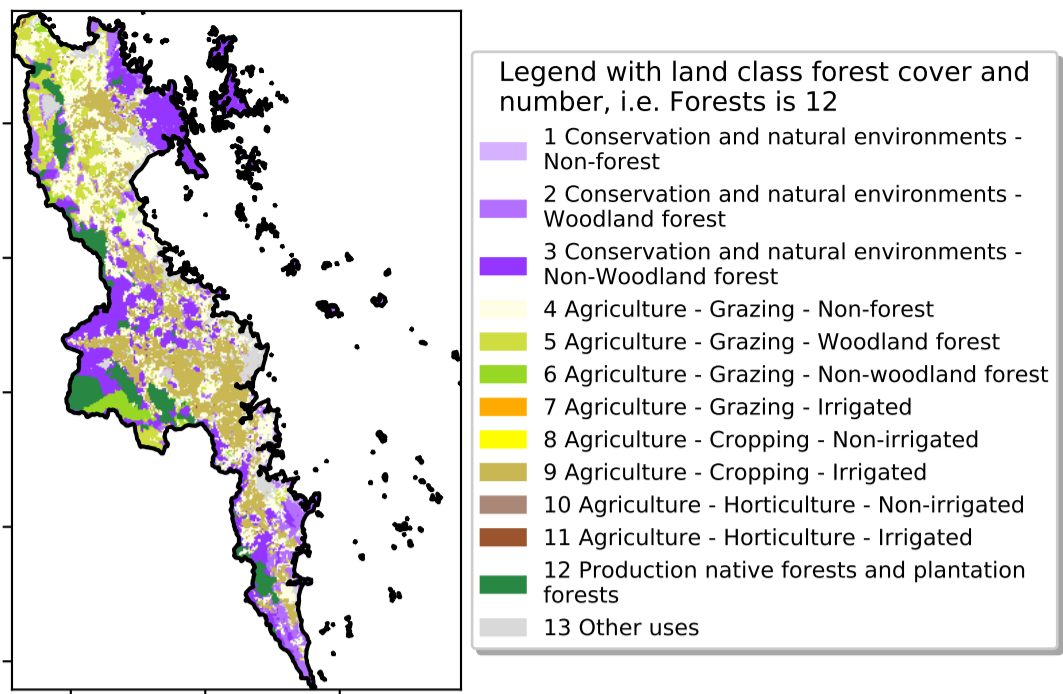 Legend with land class forest cover and
number, i.e. Forests is 12
1 Conservation and natural environments -
Non-forest
2 Conservation and natural environments -
Woodland forest
3 Conservation and natural environments -
Non-Woodland forest
4 Agriculture - Grazing - Non-forest
5 Agriculture - Grazing - Woodland forest
6 Agriculture - Grazing - Non-woodland forest
7 Agriculture - Grazing - Irrigated
8 Agriculture - Cropping - Non-irrigated
9 Agriculture - Cropping - Irrigated
10 Agriculture - Horticulture - Non-irrigated
11 Agriculture - Horticulture - Irrigated
12 Production native forests and plantation
forests
13 Other uses